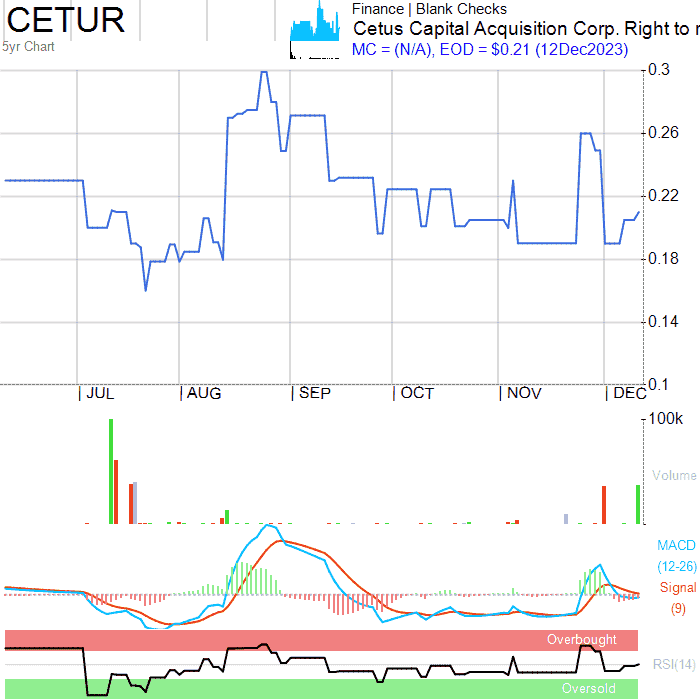 CETUR
Finance | Blank Checks
Cetus Capital Acquisition Corp. Right to r
5yr Chart
MC = (N/A), EOD = $0.21 (12Dec2023)
0.3
0.26
0.22
0.18
0.14
0.1
| JUL | AUG | SEP | OCT | NOV | DEC
100k
Volume
MACD
(12-26)
Signal
(9)
Overbought
RSI(14)
Oversold